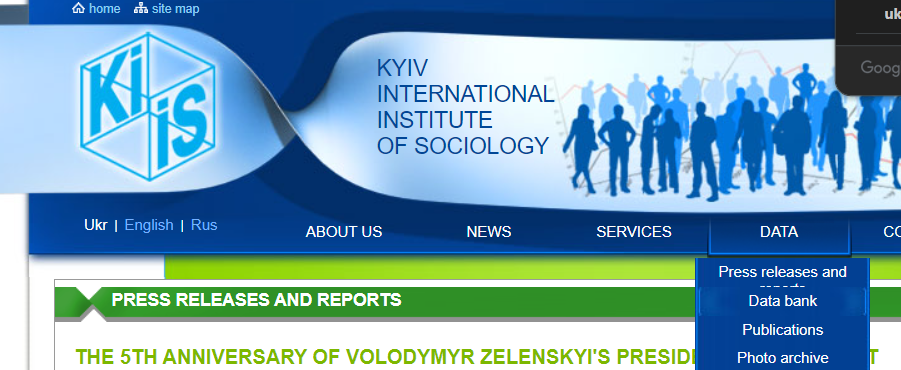 home site map
uk
Goog
Ki
iS
KYIV
INTERNATIONAL
INSTITUTE
OF SOCIOLOGY
Ukr | English | Rus
ABOUT US NEWS SERVICES DATA CO
Press releases and
reports
Data bank
Publications
Photo archive
PRESS RELEASES AND REPORTS
THE 5TH ANNIVERSARY OF VOLODYMYR ZELENSKYI'S PRESID T